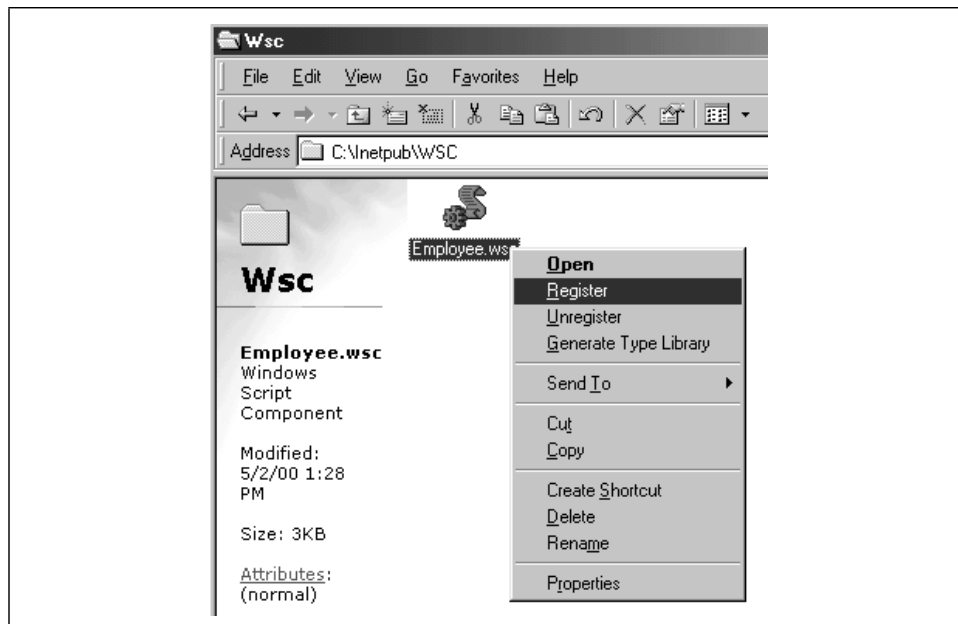 Wsc
File Edit View Go Favorites Help
Address C:\Inetpub\WSC
Employee.wsc
Wsc
Employee.wsc
Windows
Script
Component
Modified:
5/2/00 1:28
PM
Size: 3KB
Attributes:
(normal)
Open
Register
Unregister
Generate Type Library
Send To
Cut
Copy
Create Shortcut
Delete
Rename
Properties